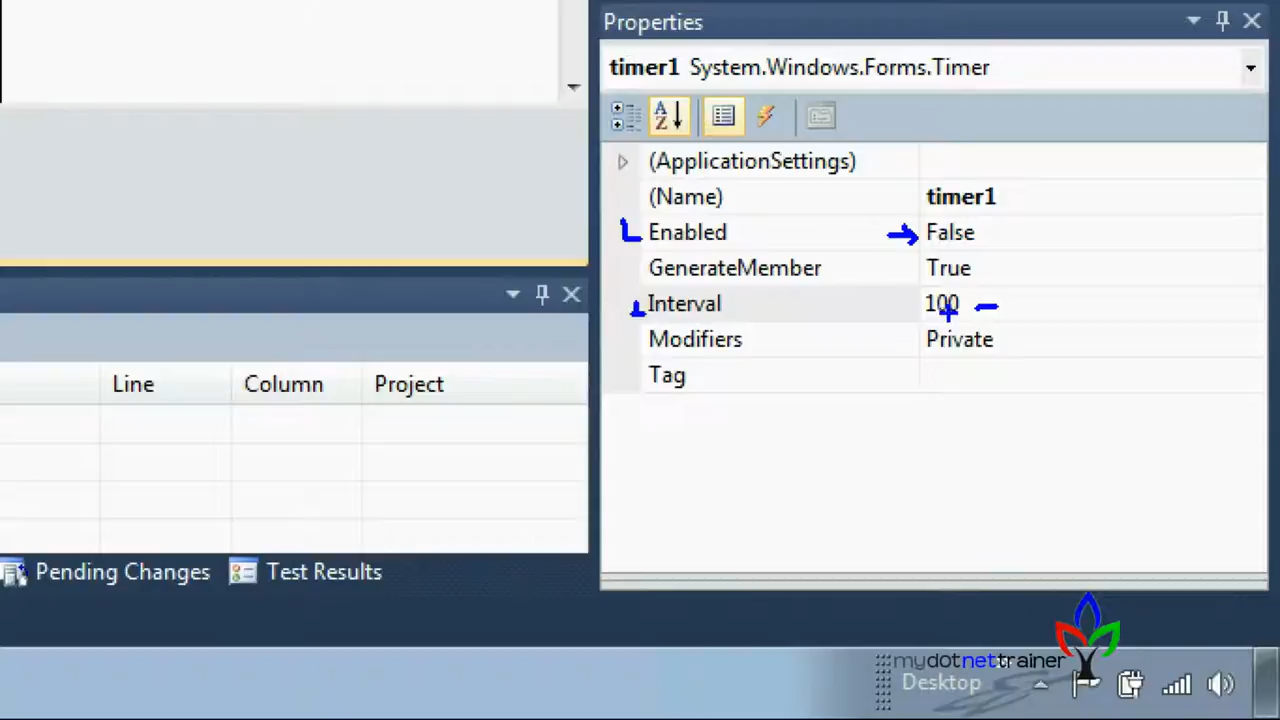 Properties
timer1 System.Windows.Forms.Timer
(ApplicationSettings)
(Name) timer1
Enabled False
GenerateMember True
Interval 100
Modifiers Private
Tag
Line Column Project
Pending Changes Test Results
mydotnettrainer
Desktop